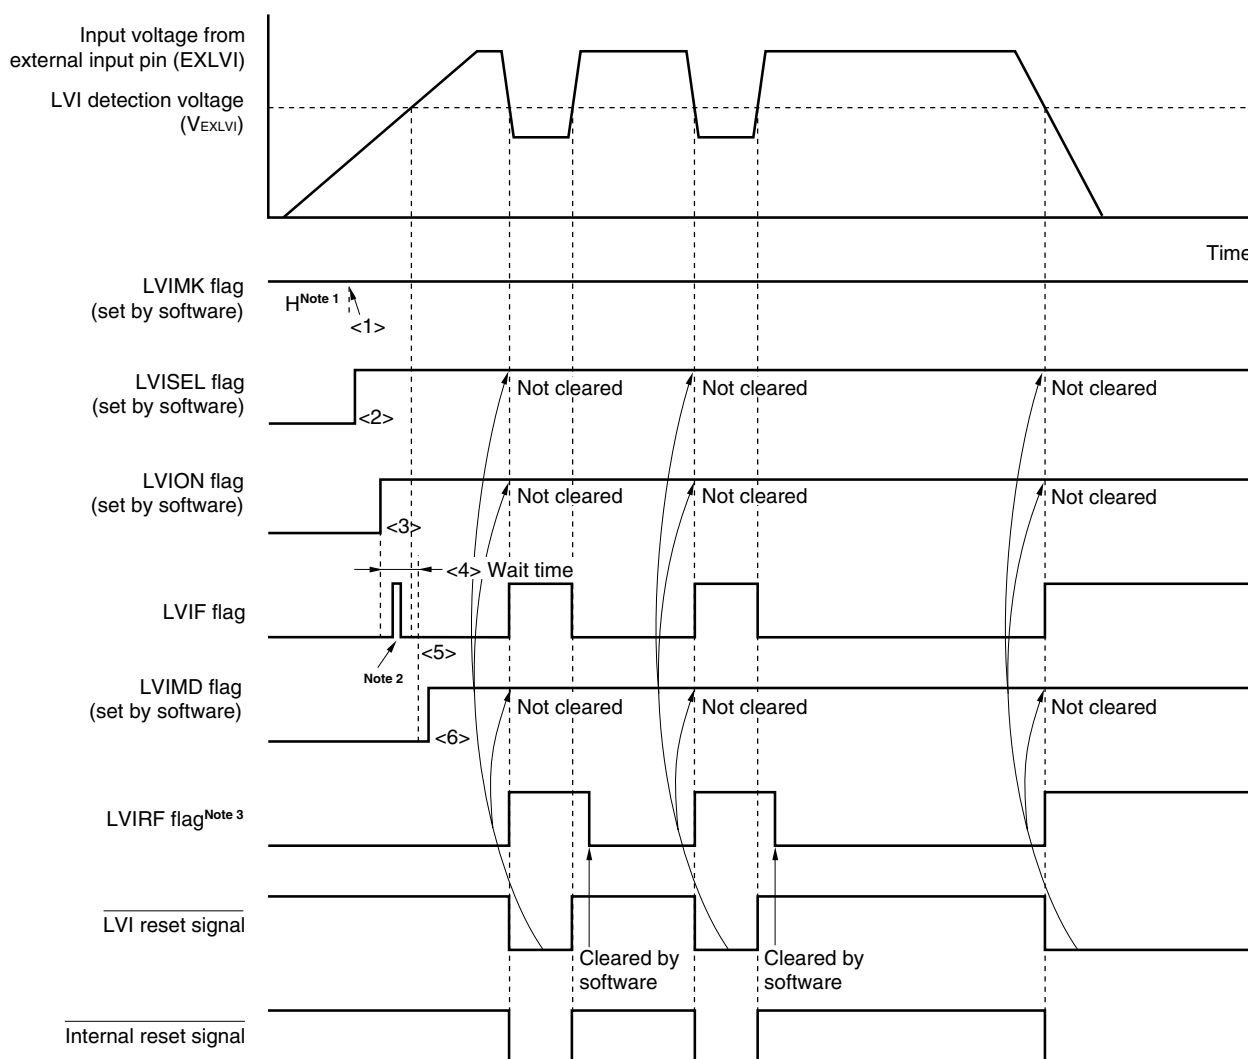 Input voltage from
external input pin (EXLVI)
LVI detection voltage
(VEXLVI)
Time
LVIMK flag
(set by software)
H Note 1
<1>
LVISEL flag
(set by software)
<2>
Not cleared
Not cleared
Not cleared
LVION flag
(set by software)
<3>
Not cleared
Not cleared
Not cleared
<4> Wait time
LVIF flag
Note 2
<5>
LVIMD flag
(set by software)
<6>
Not cleared
Not cleared
Not cleared
LVIRF flag Note 3
LVI reset signal
Cleared by
software
Cleared by
software
Internal reset signal